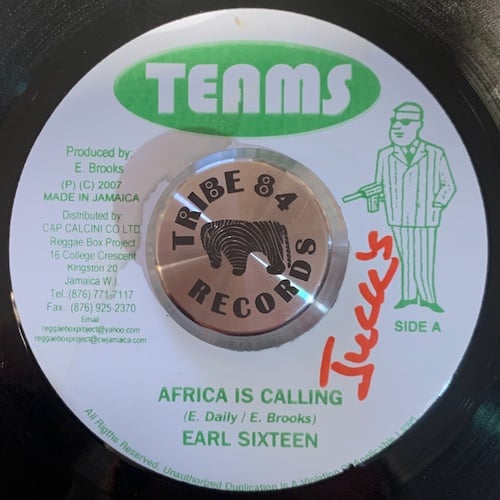 TEAMS
Produced by:
E. Brooks
(P) (C) 2007
MADE IN JAMAICA
Distributed by:
CAP CALCINI CO LTD
Reggae Box Project
16 College Crescent
Kingston 20
Jamaica W.I.
Tel.:(876) 771-7117
Fax.: (876) 925-2370
Email:
reggaeboxproject@yahoo.com
reggaeboxproject@cwjamaica.com
TRIBE 84
RECORDS
SIDE A
AFRICA IS CALLING
(E. Daily / E. Brooks)
EARL SIXTEEN
All Rigths Reserved, Unauthorized Duplication Is A Violation Of Applicable Laws